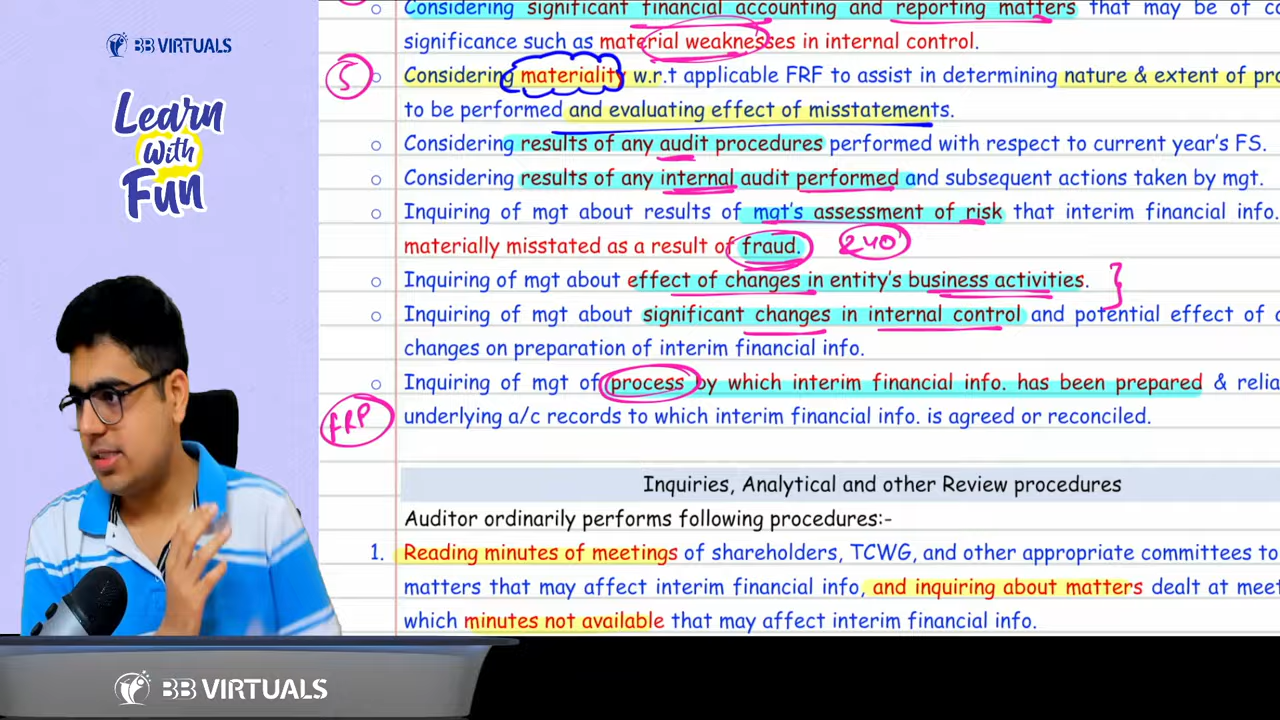 BB VIRTUALS
Learn
With
Fun
Considering significant financial accounting and reporting matters that may be of
significance such as material weaknesses in internal control.
5
Considering materiality w.r.t applicable FRF to assist in determining nature & extent of
to be performed and evaluating effect of misstatements.
Considering results of any audit procedures performed with respect to current year's FS.
Considering results of any internal audit performed and subsequent actions taken by mgt.
Inquiring of mgt about results of mgt's assessment of risk that interim financial info.
materially misstated as a result of fraud. 240
Inquiring of mgt about effect of changes in entity's business activities.
Inquiring of mgt about significant changes in internal control and potential effect of
changes on preparation of interim financial info.
Inquiring of mgt of process by which interim financial info. has been prepared &
FRP
underlying a/c records to which interim financial info. is agreed or reconciled.
Inquiries, Analytical and other Review procedures
Auditor ordinarily performs following procedures:-
1. Reading minutes of meetings of shareholders, TCWG, and other appropriate committees to
matters that may affect interim financial info, and inquiring about matters dealt at
which minutes not available that may affect interim financial info.
BB VIRTUALS